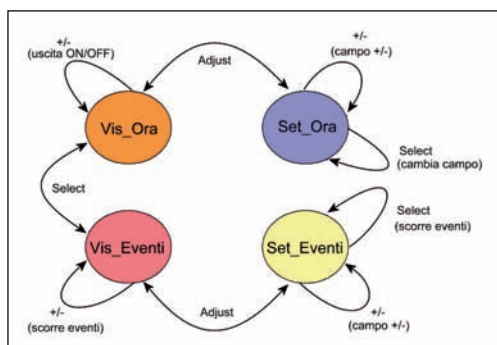 +/-
(uscita ON/OFF)
Adjust
+/-
(campo +/-)
Vis_Ora
Set_Ora
Select
(cambia campo)
Select
Select
(scorre eventi)
Vis_Eventi
Set_Eventi
+/-
(scorre eventi)
Adjust
+/-
(campo +/-)